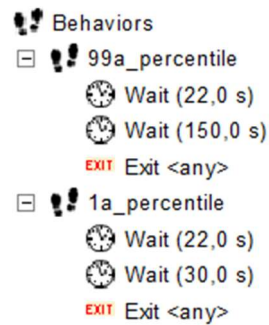 Behaviors
99a_percentile
Wait (22,0 s)
Wait (150,0 s)
EXIT Exit <any>
1a_percentile
Wait (22,0 s)
Wait (30,0 s)
EXIT Exit <any>